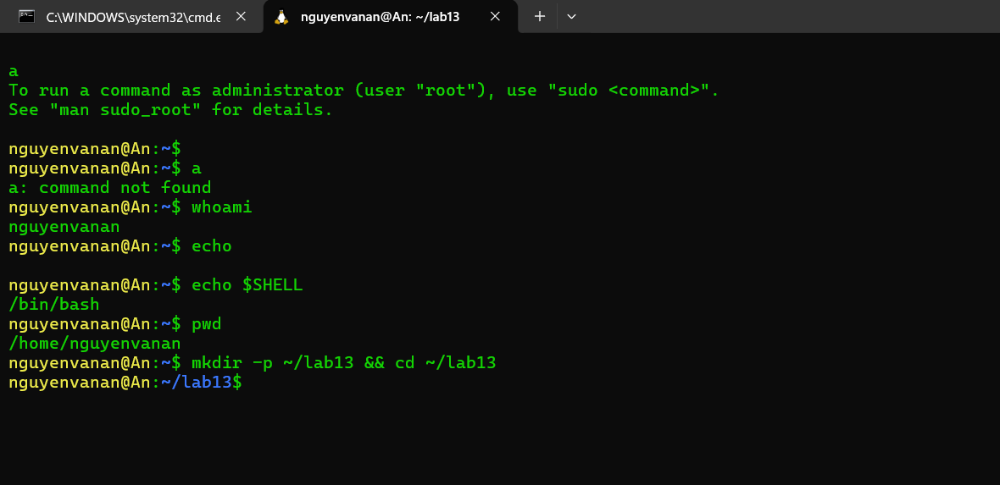 C:\WINDOWS\system32\cmd.e
nguyenvanan@An: ~/lab13
a
To run a command as administrator (user "root"), use "sudo <command>".
See "man sudo_root" for details.
nguyenvanan@An:~$
nguyenvanan@An:~$ a
a: command not found
nguyenvanan@An:~$ whoami
nguyenvanan
nguyenvanan@An:~$ echo
nguyenvanan@An:~$ echo $SHELL
/bin/bash
nguyenvanan@An:~$ pwd
/home/nguyenvanan
nguyenvanan@An:~$ mkdir -p ~/lab13 && cd ~/lab13
nguyenvanan@An:~/lab13$